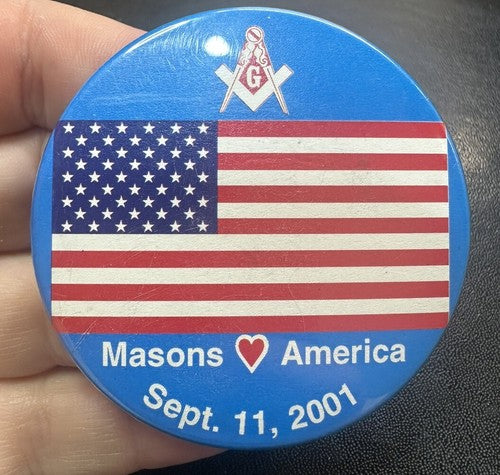 G
Masons ♥ America
Sept. 11, 2001